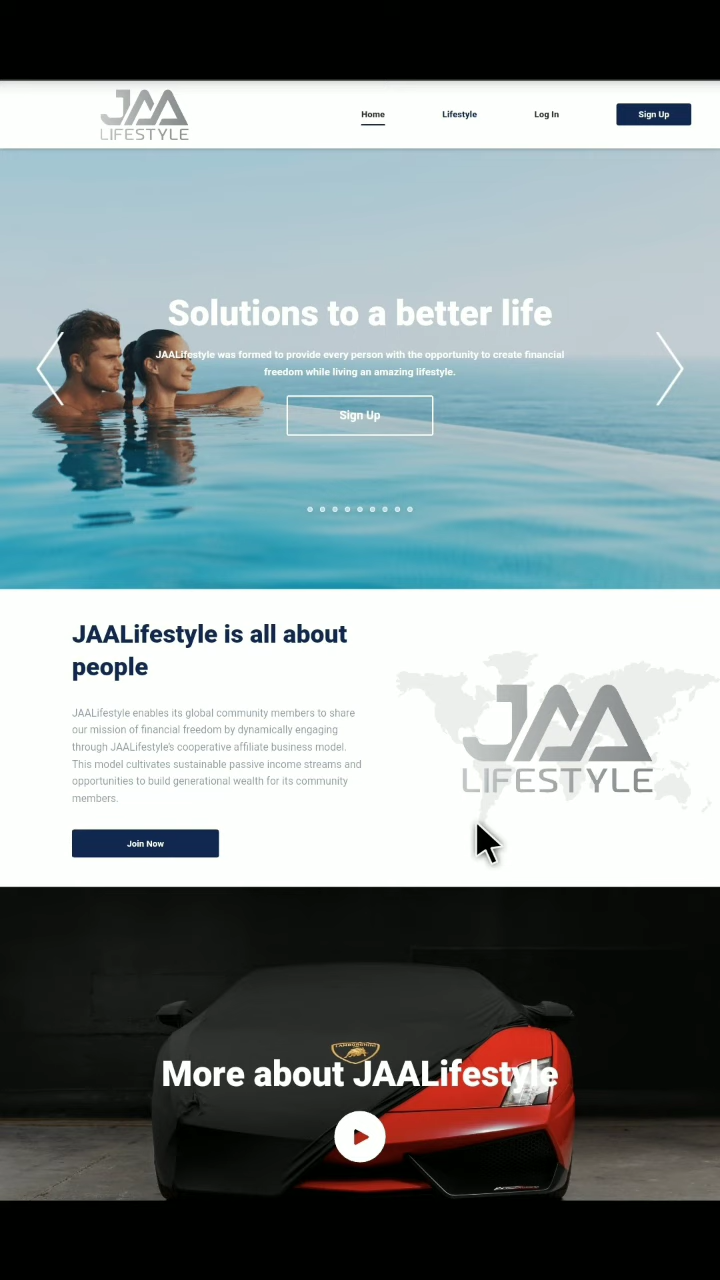 JAA
LIFESTYLE
Home
Lifestyle
Log In
Sign Up
Solutions to a better life
JAALifestyle was formed to provide every person with the opportunity to create financial
freedom while living an amazing lifestyle.
Sign Up
JAALifestyle is all about
people
JAALifestyle enables its global community members to share
our mission of financial freedom by dynamically engaging
through JAALifestyle's cooperative affiliate business model.
This model cultivates sustainable passive income streams and
opportunities to build generational wealth for its community
members.
Join Now
JAA
LIFESTYLE
LAMBORGHINI
More about JAALifestyle